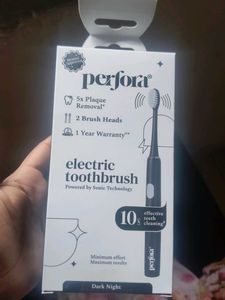 perfora®
5x Plaque
Removal*
2 Brush Heads
1 Year Warranty**
electric
toothbrush
Powered by Sonic Technology
10x
effective
teeth
cleaning*
Minimum effort
Maximum results
perfora
Dark Night